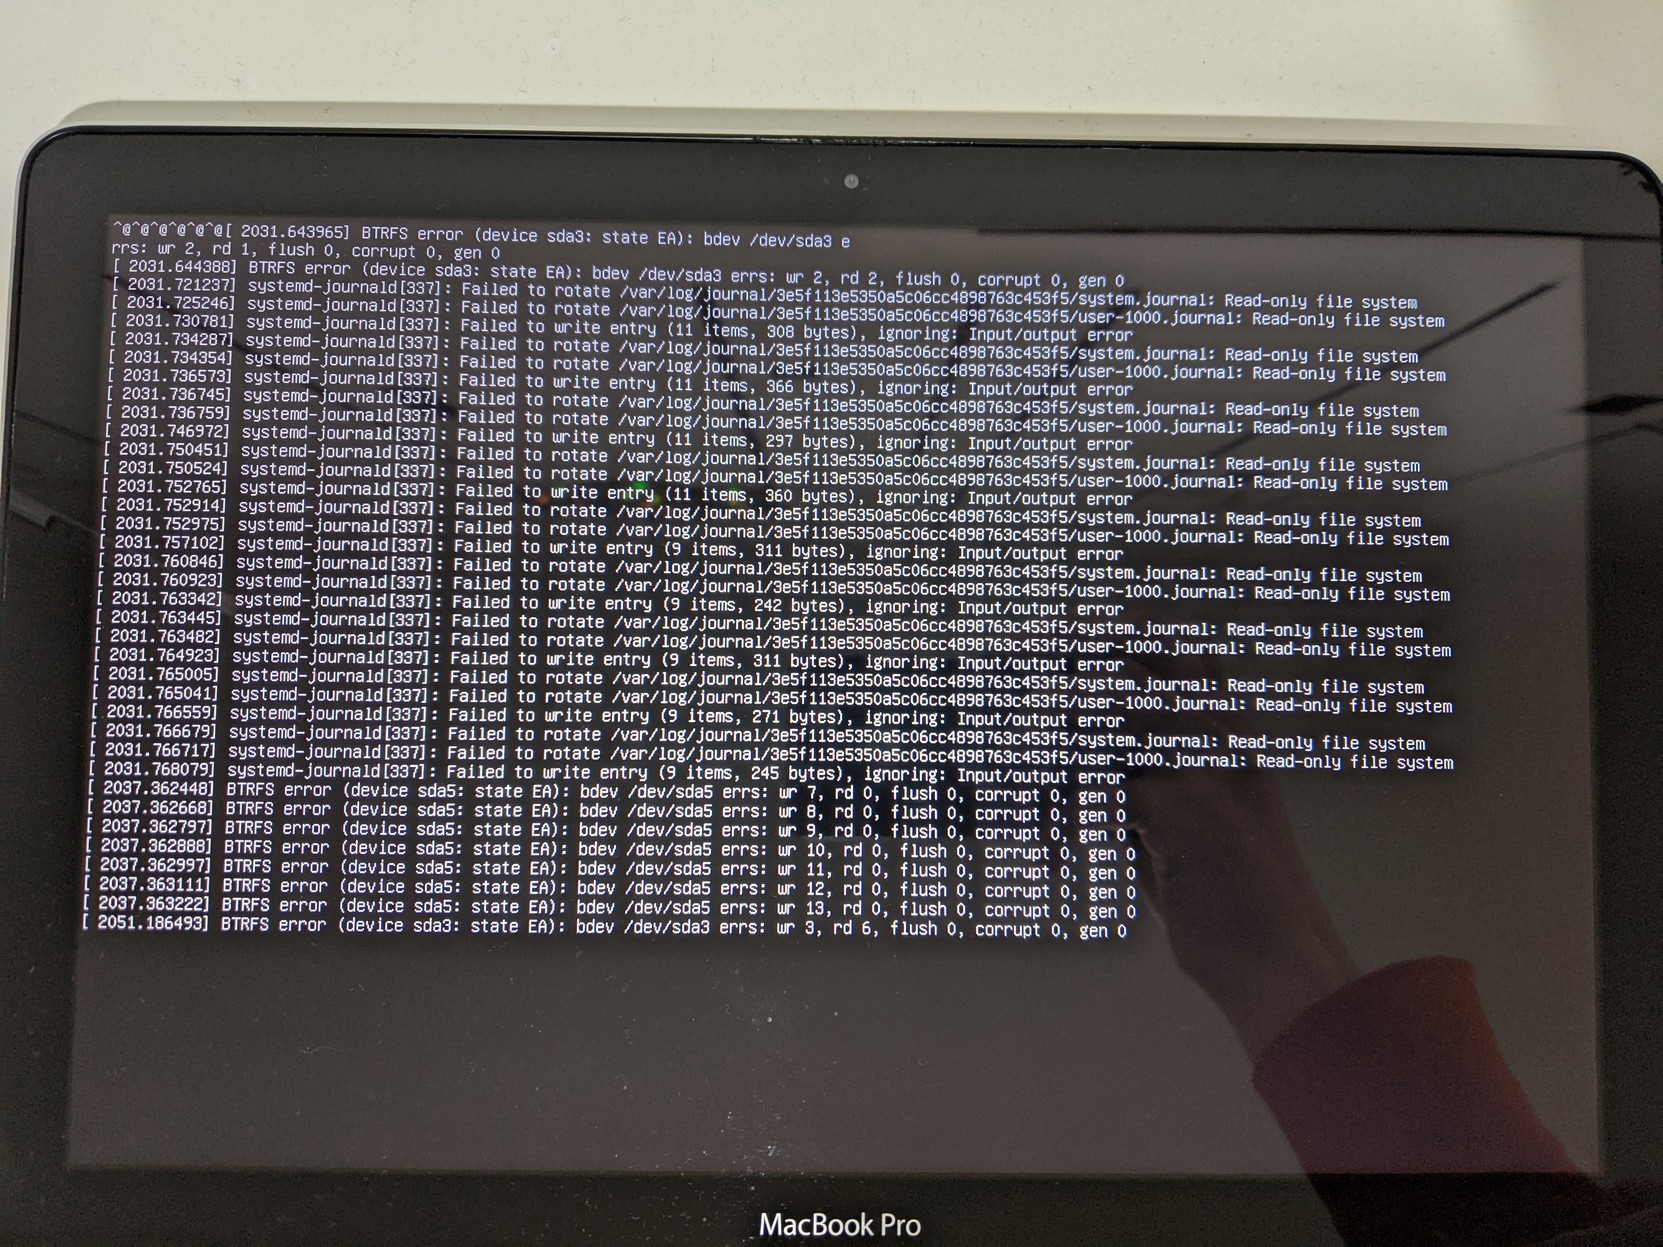 ^@^@^@^@^@^@[ 2031.643965] BTRFS error (device sda3: state EA): bdev /dev/sda3 e
rrs: wr 2, rd 1, flush 0, corrupt 0, gen 0
[ 2031.644388] BTRFS error (device sda3: state EA): bdev /dev/sda3 errs: wr 2, rd 2, flush 0, corrupt 0, gen 0
[ 2031.721237] systemd-journald[337]: Failed to rotate /var/log/journal/3e5f113e5350a5c06cc4898763c453f5/system.journal: Read-only file system
[ 2031.725246] systemd-journald[337]: Failed to rotate /var/log/journal/3e5f113e5350a5c06cc4898763c453f5/user-1000.journal: Read-only file system
[ 2031.730781] systemd-journald[337]: Failed to write entry (11 items, 308 bytes), ignoring: Input/output error
[ 2031.734287] systemd-journald[337]: Failed to rotate /var/log/journal/3e5f113e5350a5c06cc4898763c453f5/system.journal: Read-only file system
[ 2031.734354] systemd-journald[337]: Failed to rotate /var/log/journal/3e5f113e5350a5c06cc4898763c453f5/user-1000.journal: Read-only file system
[ 2031.736573] systemd-journald[337]: Failed to write entry (11 items, 366 bytes), ignoring: Input/output error
[ 2031.736745] systemd-journald[337]: Failed to rotate /var/log/journal/3e5f113e5350a5c06cc4898763c453f5/system.journal: Read-only file system
[ 2031.736759] systemd-journald[337]: Failed to rotate /var/log/journal/3e5f113e5350a5c06cc4898763c453f5/user-1000.journal: Read-only file system
[ 2031.746972] systemd-journald[337]: Failed to write entry (11 items, 297 bytes), ignoring: Input/output error
[ 2031.750451] systemd-journald[337]: Failed to rotate /var/log/journal/3e5f113e5350a5c06cc4898763c453f5/system.journal: Read-only file system
[ 2031.750524] systemd-journald[337]: Failed to rotate /var/log/journal/3e5f113e5350a5c06cc4898763c453f5/user-1000.journal: Read-only file system
[ 2031.752765] systemd-journald[337]: Failed to write entry (11 items, 360 bytes), ignoring: Input/output error
[ 2031.752914] systemd-journald[337]: Failed to rotate /var/log/journal/3e5f113e5350a5c06cc4898763c453f5/system.journal: Read-only file system
[ 2031.752975] systemd-journald[337]: Failed to rotate /var/log/journal/3e5f113e5350a5c06cc4898763c453f5/user-1000.journal: Read-only file system
[ 2031.757102] systemd-journald[337]: Failed to write entry (9 items, 311 bytes), ignoring: Input/output error
[ 2031.760846] systemd-journald[337]: Failed to rotate /var/log/journal/3e5f113e5350a5c06cc4898763c453f5/system.journal: Read-only file system
[ 2031.760923] systemd-journald[337]: Failed to rotate /var/log/journal/3e5f113e5350a5c06cc4898763c453f5/user-1000.journal: Read-only file system
[ 2031.763342] systemd-journald[337]: Failed to write entry (9 items, 242 bytes), ignoring: Input/output error
[ 2031.763445] systemd-journald[337]: Failed to rotate /var/log/journal/3e5f113e5350a5c06cc4898763c453f5/system.journal: Read-only file system
[ 2031.763482] systemd-journald[337]: Failed to rotate /var/log/journal/3e5f113e5350a5c06cc4898763c453f5/user-1000.journal: Read-only file system
[ 2031.764923] systemd-journald[337]: Failed to write entry (9 items, 311 bytes), ignoring: Input/output error
[ 2031.765005] systemd-journald[337]: Failed to rotate /var/log/journal/3e5f113e5350a5c06cc4898763c453f5/system.journal: Read-only file system
[ 2031.765041] systemd-journald[337]: Failed to rotate /var/log/journal/3e5f113e5350a5c06cc4898763c453f5/user-1000.journal: Read-only file system
[ 2031.766559] systemd-journald[337]: Failed to write entry (9 items, 271 bytes), ignoring: Input/output error
[ 2031.766679] systemd-journald[337]: Failed to rotate /var/log/journal/3e5f113e5350a5c06cc4898763c453f5/system.journal: Read-only file system
[ 2031.766717] systemd-journald[337]: Failed to rotate /var/log/journal/3e5f113e5350a5c06cc4898763c453f5/user-1000.journal: Read-only file system
[ 2031.768079] systemd-journald[337]: Failed to write entry (9 items, 245 bytes), ignoring: Input/output error
[ 2037.362448] BTRFS error (device sda5: state EA): bdev /dev/sda5 errs: wr 7, rd 0, flush 0, corrupt 0, gen 0
[ 2037.362668] BTRFS error (device sda5: state EA): bdev /dev/sda5 errs: wr 8, rd 0, flush 0, corrupt 0, gen 0
[ 2037.362797] BTRFS error (device sda5: state EA): bdev /dev/sda5 errs: wr 9, rd 0, flush 0, corrupt 0, gen 0
[ 2037.362888] BTRFS error (device sda5: state EA): bdev /dev/sda5 errs: wr 10, rd 0, flush 0, corrupt 0, gen 0
[ 2037.362997] BTRFS error (device sda5: state EA): bdev /dev/sda5 errs: wr 11, rd 0, flush 0, corrupt 0, gen 0
[ 2037.363111] BTRFS error (device sda5: state EA): bdev /dev/sda5 errs: wr 12, rd 0, flush 0, corrupt 0, gen 0
[ 2037.363222] BTRFS error (device sda5: state EA): bdev /dev/sda5 errs: wr 13, rd 0, flush 0, corrupt 0, gen 0
[ 2051.186493] BTRFS error (device sda3: state EA): bdev /dev/sda3 errs: wr 3, rd 6, flush 0, corrupt 0, gen 0
MacBook Pro